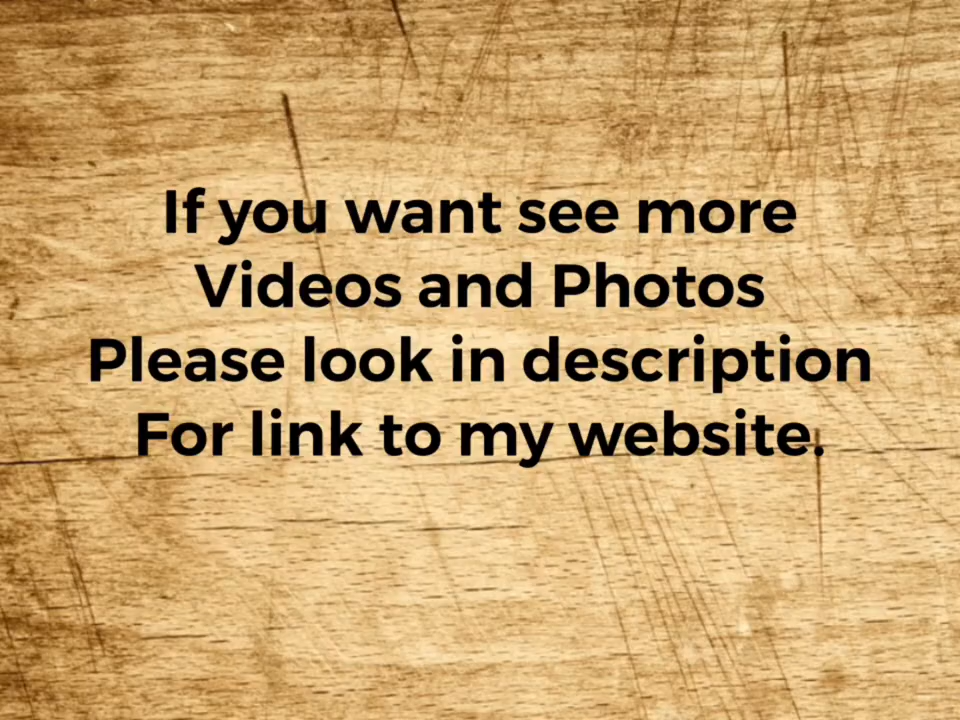 If you want see more
Videos and Photos
Please look in description
For link to my website.